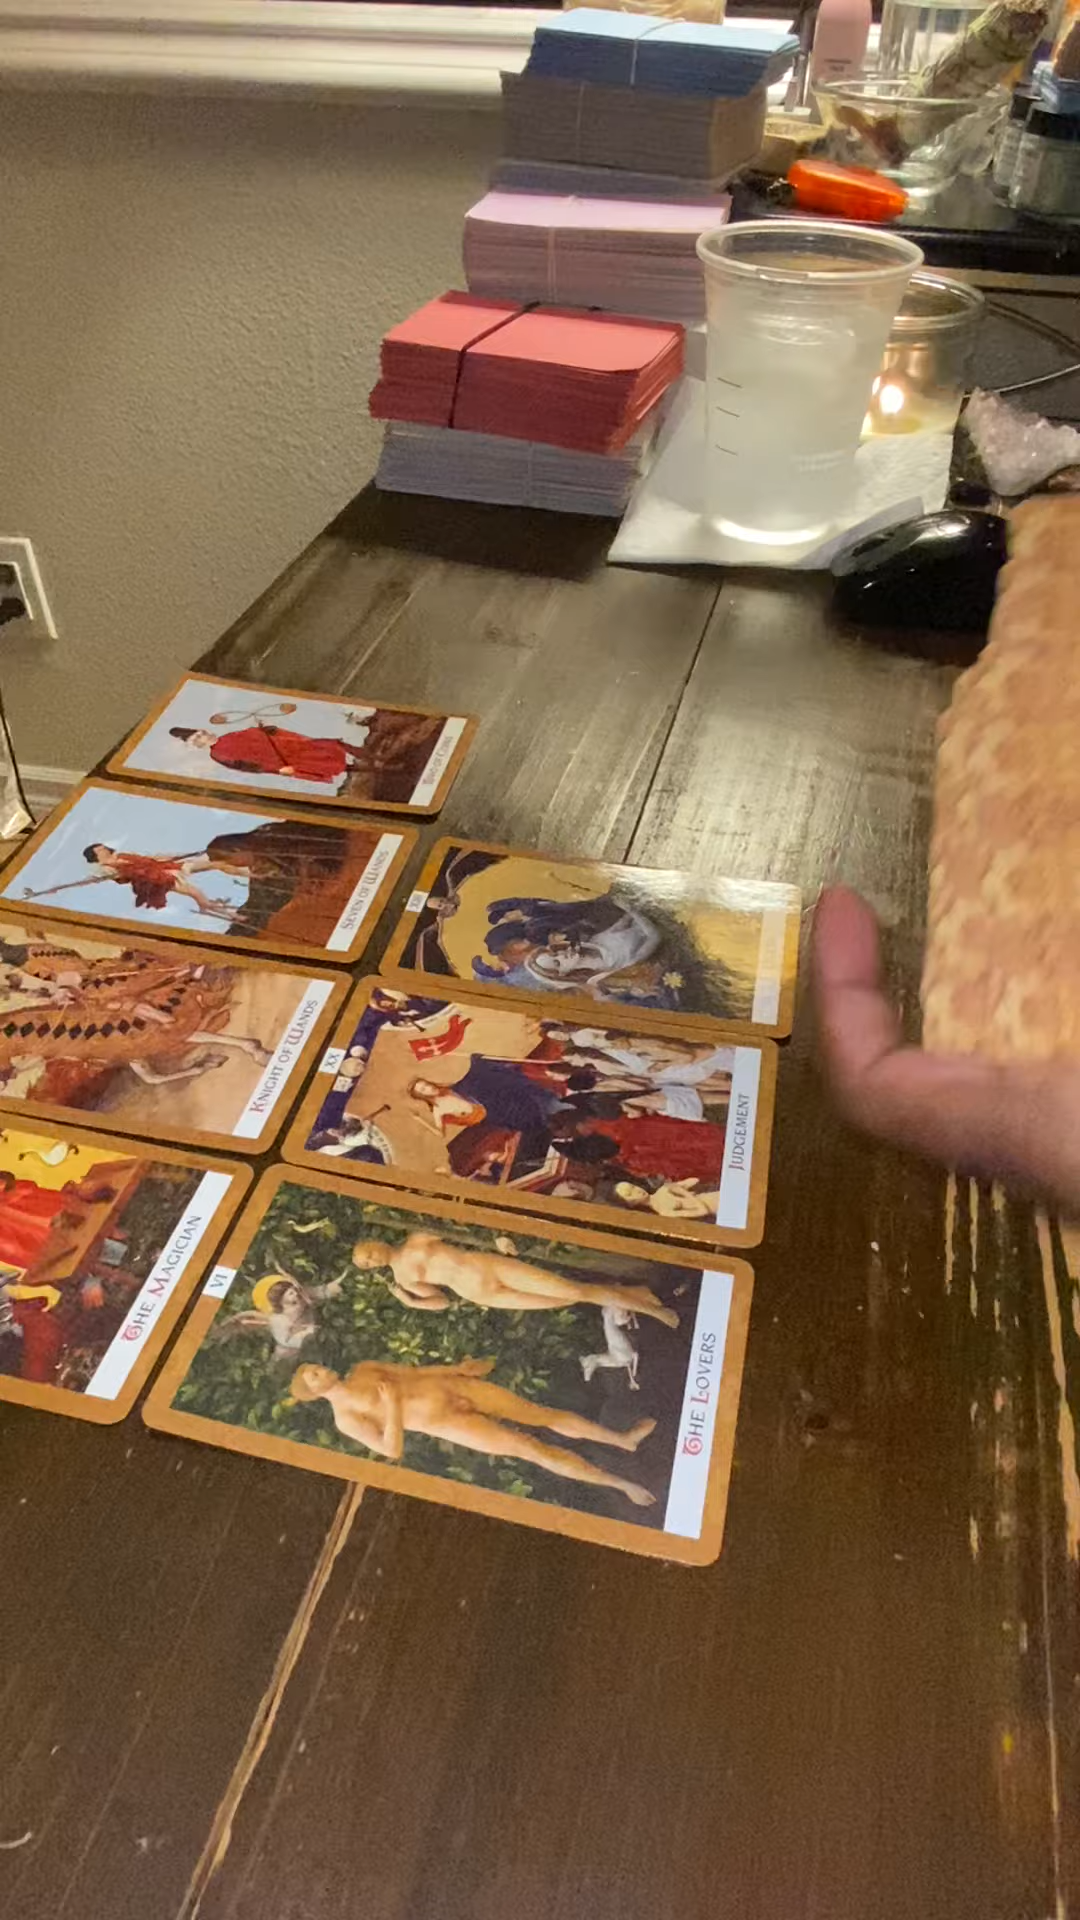 SEVEN OF WANDS
KNIGHT OF WANDS
XX
JUDGEMENT
THE MAGICIAN
VI
THE LOVERS